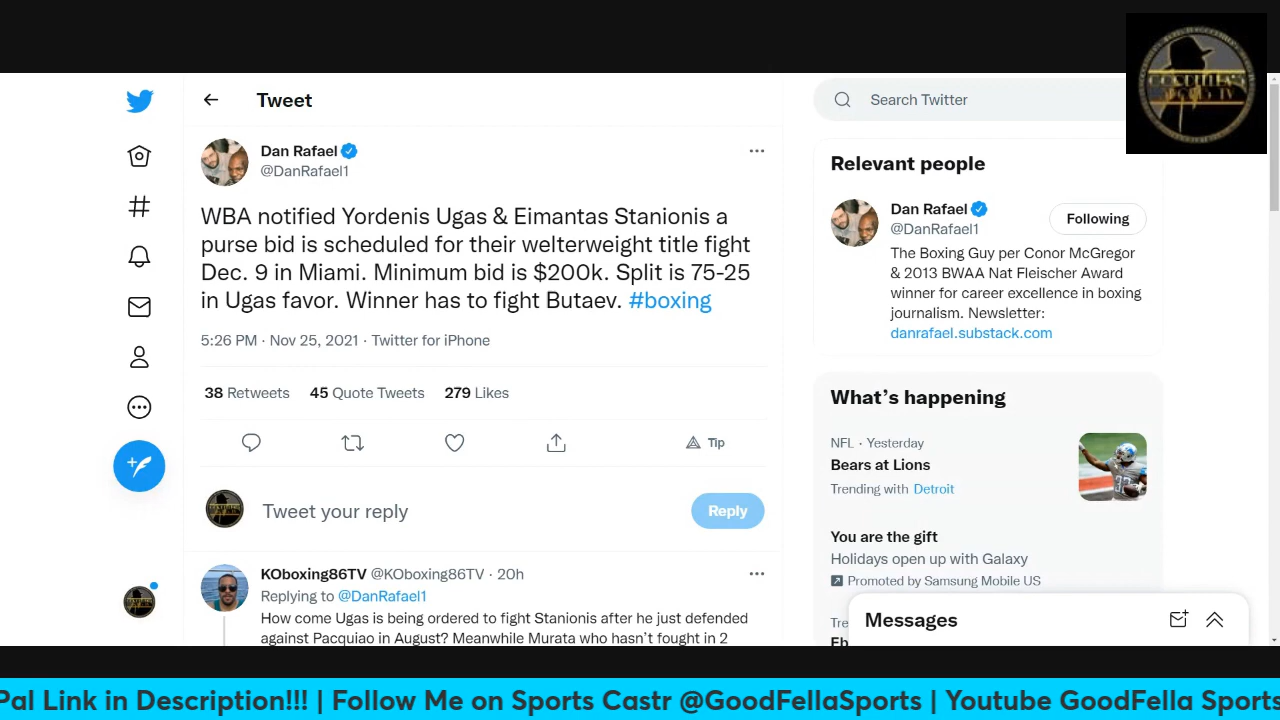 GOODFELLA'S
SPORTS TV
Tweet
Search Twitter
Dan Rafael
@DanRafael1
WBA notified Yordenis Ugas & Eimantas Stanionis a
purse bid is scheduled for their welterweight title fight
Dec. 9 in Miami. Minimum bid is $200k. Split is 75-25
in Ugas favor. Winner has to fight Butaev. #boxing
5:26 PM · Nov 25, 2021 · Twitter for iPhone
38 Retweets 45 Quote Tweets 279 Likes
Tip
Tweet your reply
Reply
KOboxing86TV @KOboxing86TV · 20h
Replying to @DanRafael1
How come Ugas is being ordered to fight Stanionis after he just defended
against Pacquiao in August? Meanwhile Murata who hasn't fought in 2
Relevant people
Dan Rafael
@DanRafael1
Following
The Boxing Guy per Conor McGregor
& 2013 BWAA Nat Fleischer Award
winner for career excellence in boxing
journalism. Newsletter:
danrafael.substack.com
What's happening
NFL · Yesterday
Bears at Lions
Trending with Detroit
You are the gift
Holidays open up with Galaxy
Promoted by Samsung Mobile US
Messages
Pal Link in Description!!! | Follow Me on Sports Castr @GoodFellaSports | Youtube GoodFella Sports